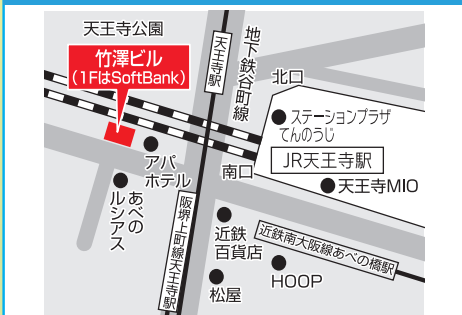 天王寺公園
竹澤ビル
(1FはSoftBank)
天王寺駅
地下鉄谷町線
北口
ステーションプラザ
てんのうじ
JR天王寺駅
天王寺MIO
南口
アパ
ホテル
あべの
ルシアス
阪堺上町線天王寺駅
近鉄
百貨店
近鉄南大阪線あべの橋駅
HOOP
松屋